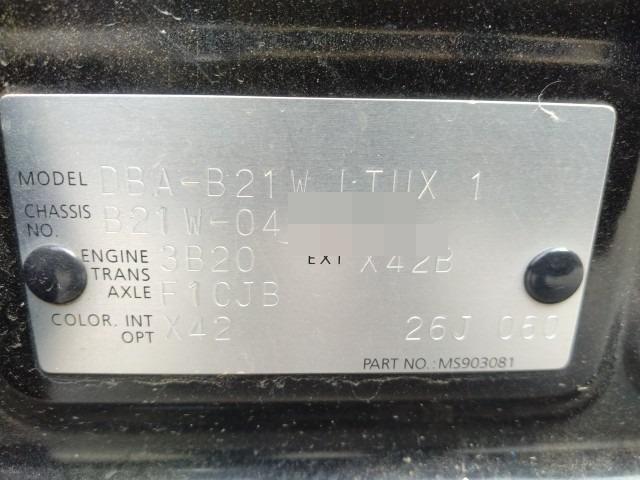 MODEL DBA-B21W LTUX 1
CHASSIS NO. B21W-04
ENGINE 3B20 EXT X42B
TRANS
AXLE F1CJB
COLOR. INT X42
OPT 26J 060
PART NO.:MS903081